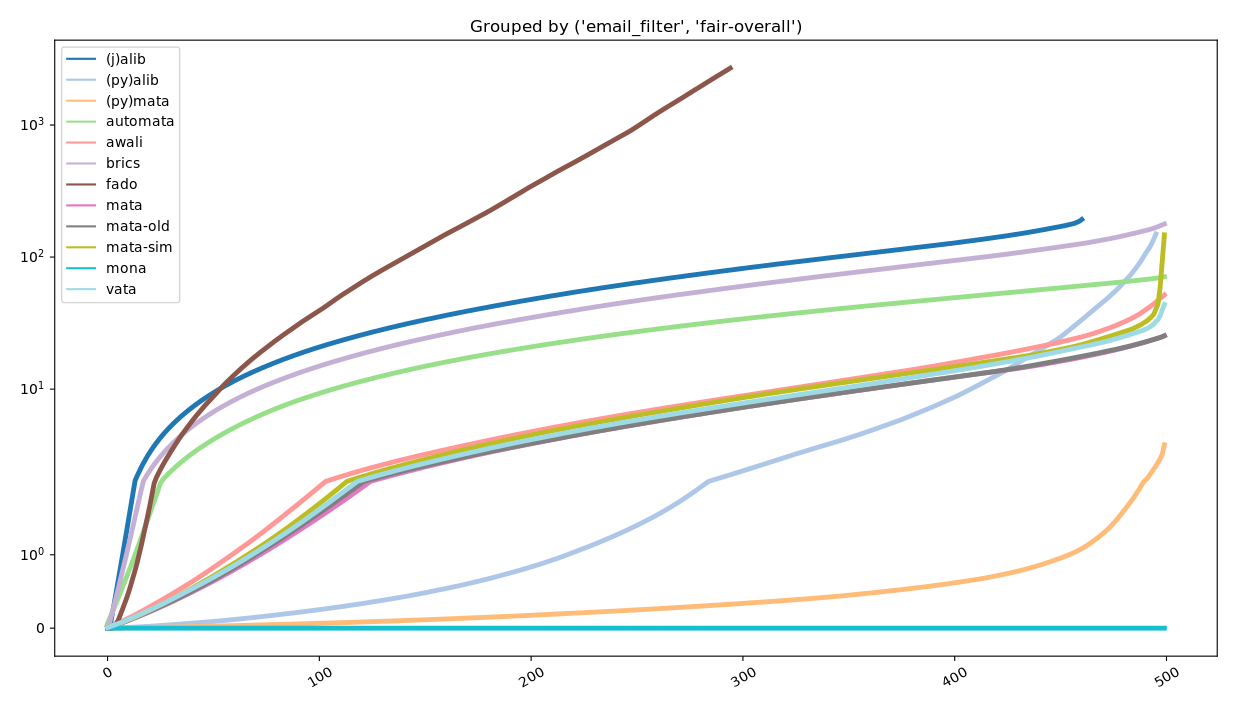 Grouped by ('email_filter', 'fair-overall')
(j)alib
(py)alib
(py)mata
automata
awali
brics
fado
mata
mata-old
mata-sim
mona
vata
10³
10²
10¹
10⁰
0
0
100
200
300
400
500